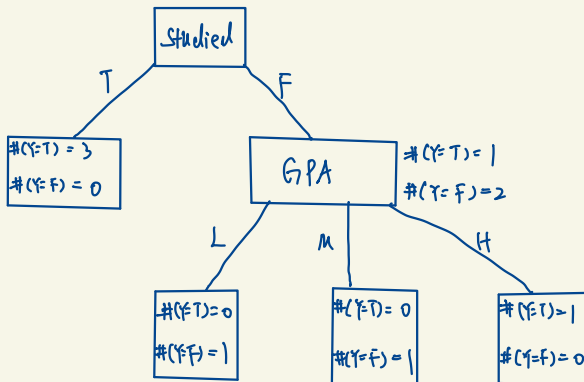 Studied
T
F
#(Y=T) = 3
#(Y=F) = 0
GPA
#(Y=T)=1
#(Y=F)=2
L
M
H
#(Y=T)=0
#(Y=F)=1
#(Y=T)=0
#(Y=F)=1
#(Y=T)=1
#(Y=F)=0